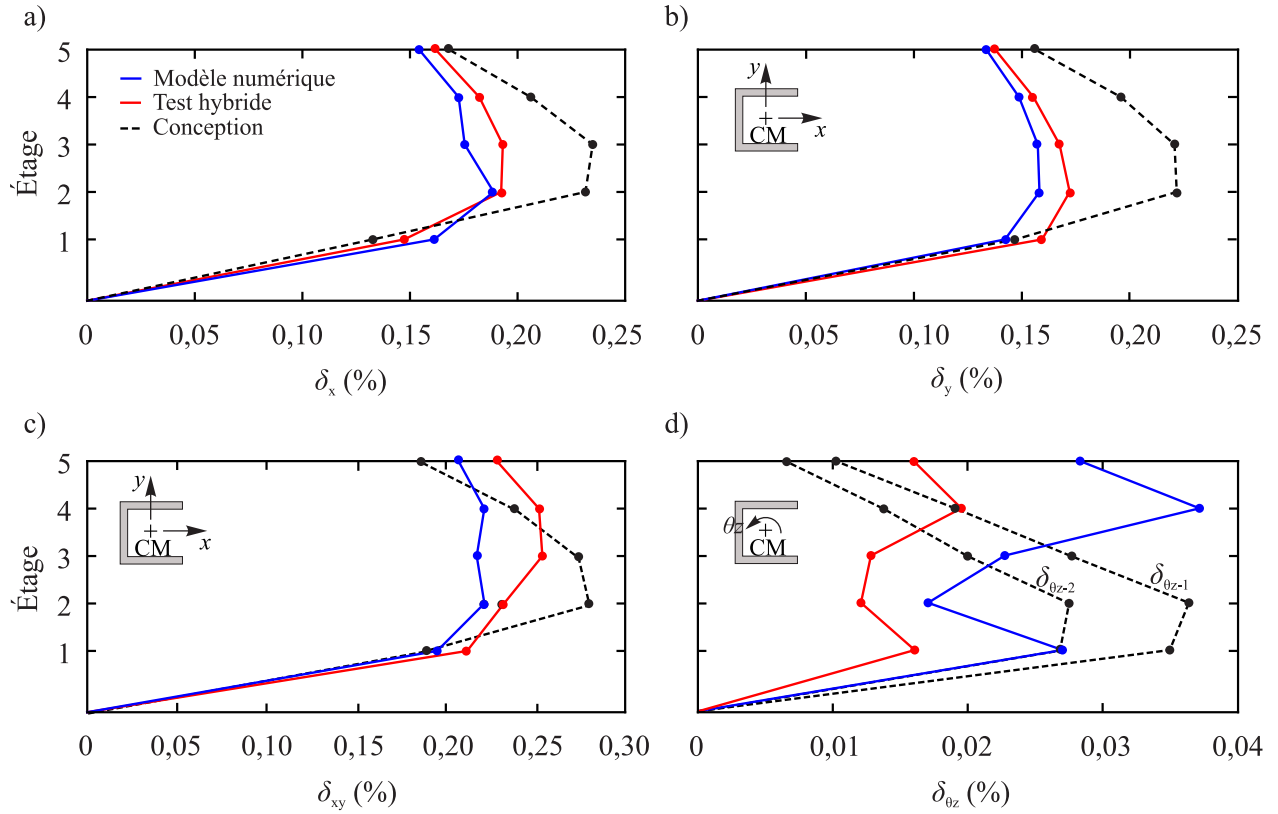 a)
Étage
5
4
3
2
1
Modèle numérique
Test hybride
Conception
0
0,05
0,10
0,15
0,20
0,25
δx (%)
b)
y
CM
x
0
0,05
0,10
0,15
0,20
0,25
δy (%)
c)
Étage
5
4
3
2
1
y
CM
x
0
0,05
0,10
0,15
0,20
0,25
0,30
δxy (%)
d)
θz
CM
δθz-2
δθz-1
0
0,01
0,02
0,03
0,04
δθz (%)